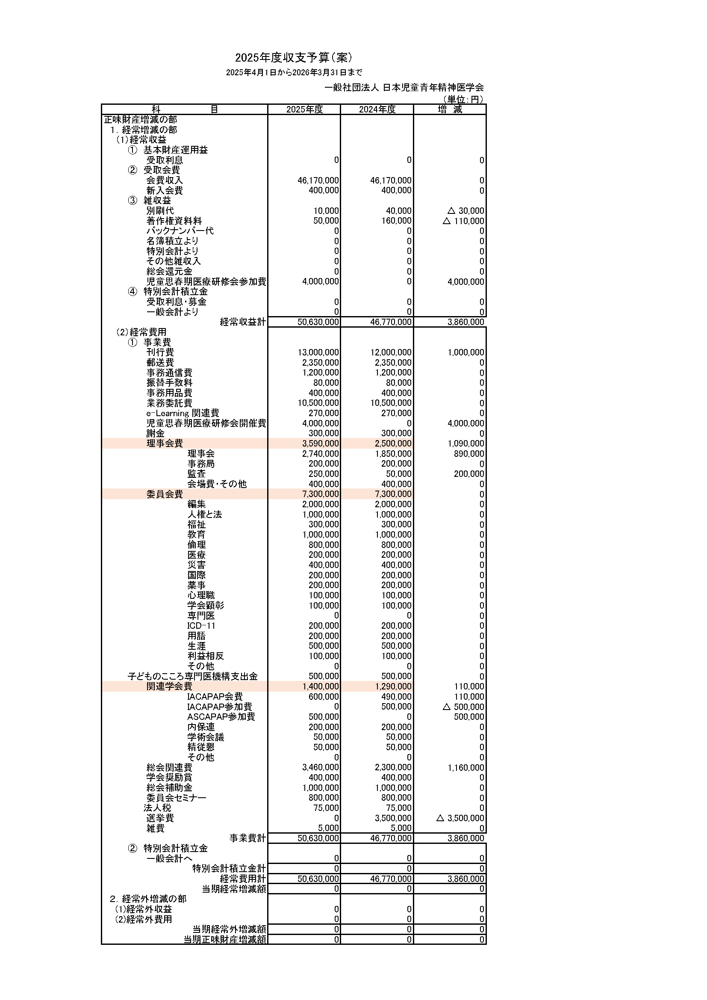 2025年度収支予算（案）
2025年4月1日から2026年3月31日まで
一般社団法人 日本児童青年精神医学会
（単位：円）
科 目 2025年度 2024年度 増 減
正味財産増減の部
１．経常増減の部
（1）経常収益
① 基本財産運用益
受取利息 0 0 0
② 受取会費
会費収入 46,170,000 46,170,000 0
新入会費 400,000 400,000 0
③ 雑収益
別刷代 10,000 40,000 △ 30,000
著作権資料料 50,000 160,000 △ 110,000
バックナンバー代 0 0 0
名簿積立より 0 0 0
特別会計より 0 0 0
その他雑収入 0 0 0
総会還元金 0 0 0
児童思春期医療研修会参加費 4,000,000 0 4,000,000
④ 特別会計積立金
受取利息・募金 0 0 0
一般会計より 0 0 0
経常収益計 50,630,000 46,770,000 3,860,000
（2）経常費用
① 事業費
刊行費 13,000,000 12,000,000 1,000,000
郵送費 2,350,000 2,350,000 0
事務通信費 1,200,000 1,200,000 0
振替手数料 80,000 80,000 0
事務用品費 400,000 400,000 0
業務委託費 10,500,000 10,500,000 0
e-Learning 関連費 270,000 270,000 0
児童思春期医療研修会開催費 4,000,000 0 4,000,000
謝金 300,000 300,000 0
理事会費 3,590,000 2,500,000 1,090,000
理事会 2,740,000 1,850,000 890,000
事務局 200,000 200,000 0
監査 250,000 50,000 200,000
会場費・その他 400,000 400,000 0
委員会費 7,300,000 7,300,000 0
編集 2,000,000 2,000,000 0
人権と法 1,000,000 1,000,000 0
福祉 300,000 300,000 0
教育 1,000,000 1,000,000 0
倫理 800,000 800,000 0
医療 200,000 200,000 0
災害 400,000 400,000 0
国際 200,000 200,000 0
薬事 200,000 200,000 0
心理職 100,000 100,000 0
学会顕彰 100,000 100,000 0
専門医 0 0 0
ICD-11 200,000 200,000 0
用語 200,000 200,000 0
生涯 500,000 500,000 0
利益相反 100,000 100,000 0
その他 0 0 0
子どものこころ専門医機構支出金 500,000 500,000 0
関連学会費 1,400,000 1,290,000 110,000
IACAPAP会費 600,000 490,000 110,000
IACAPAP参加費 0 500,000 △ 500,000
ASCAPAP参加費 500,000 0 500,000
内保連 200,000 200,000 0
学術会議 50,000 50,000 0
精従懇 50,000 50,000 0
その他 0 0 0
総会関連費 3,460,000 2,300,000 1,160,000
学会奨励賞 400,000 400,000 0
総会補助金 1,000,000 1,000,000 0
委員会セミナー 800,000 800,000 0
法人税 75,000 75,000 0
選挙費 0 3,500,000 △ 3,500,000
雑費 5,000 5,000 0
事業費計 50,630,000 46,770,000 3,860,000
② 特別会計積立金
一般会計へ 0 0 0
特別会計積立金計 0 0 0
経常費用計 50,630,000 46,770,000 3,860,000
当期経常増減額 0 0 0
２．経常外増減の部
（1）経常外収益 0 0 0
（2）経常外費用 0 0 0
当期経常外増減額 0 0 0
当期正味財産増減額 0 0 0